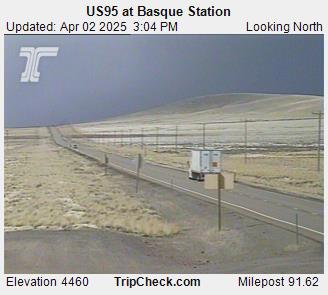 US95 at Basque Station
Updated: Apr 02 2025 3:04 PM Looking North
Elevation 4460 TripCheck.com Milepost 91.62